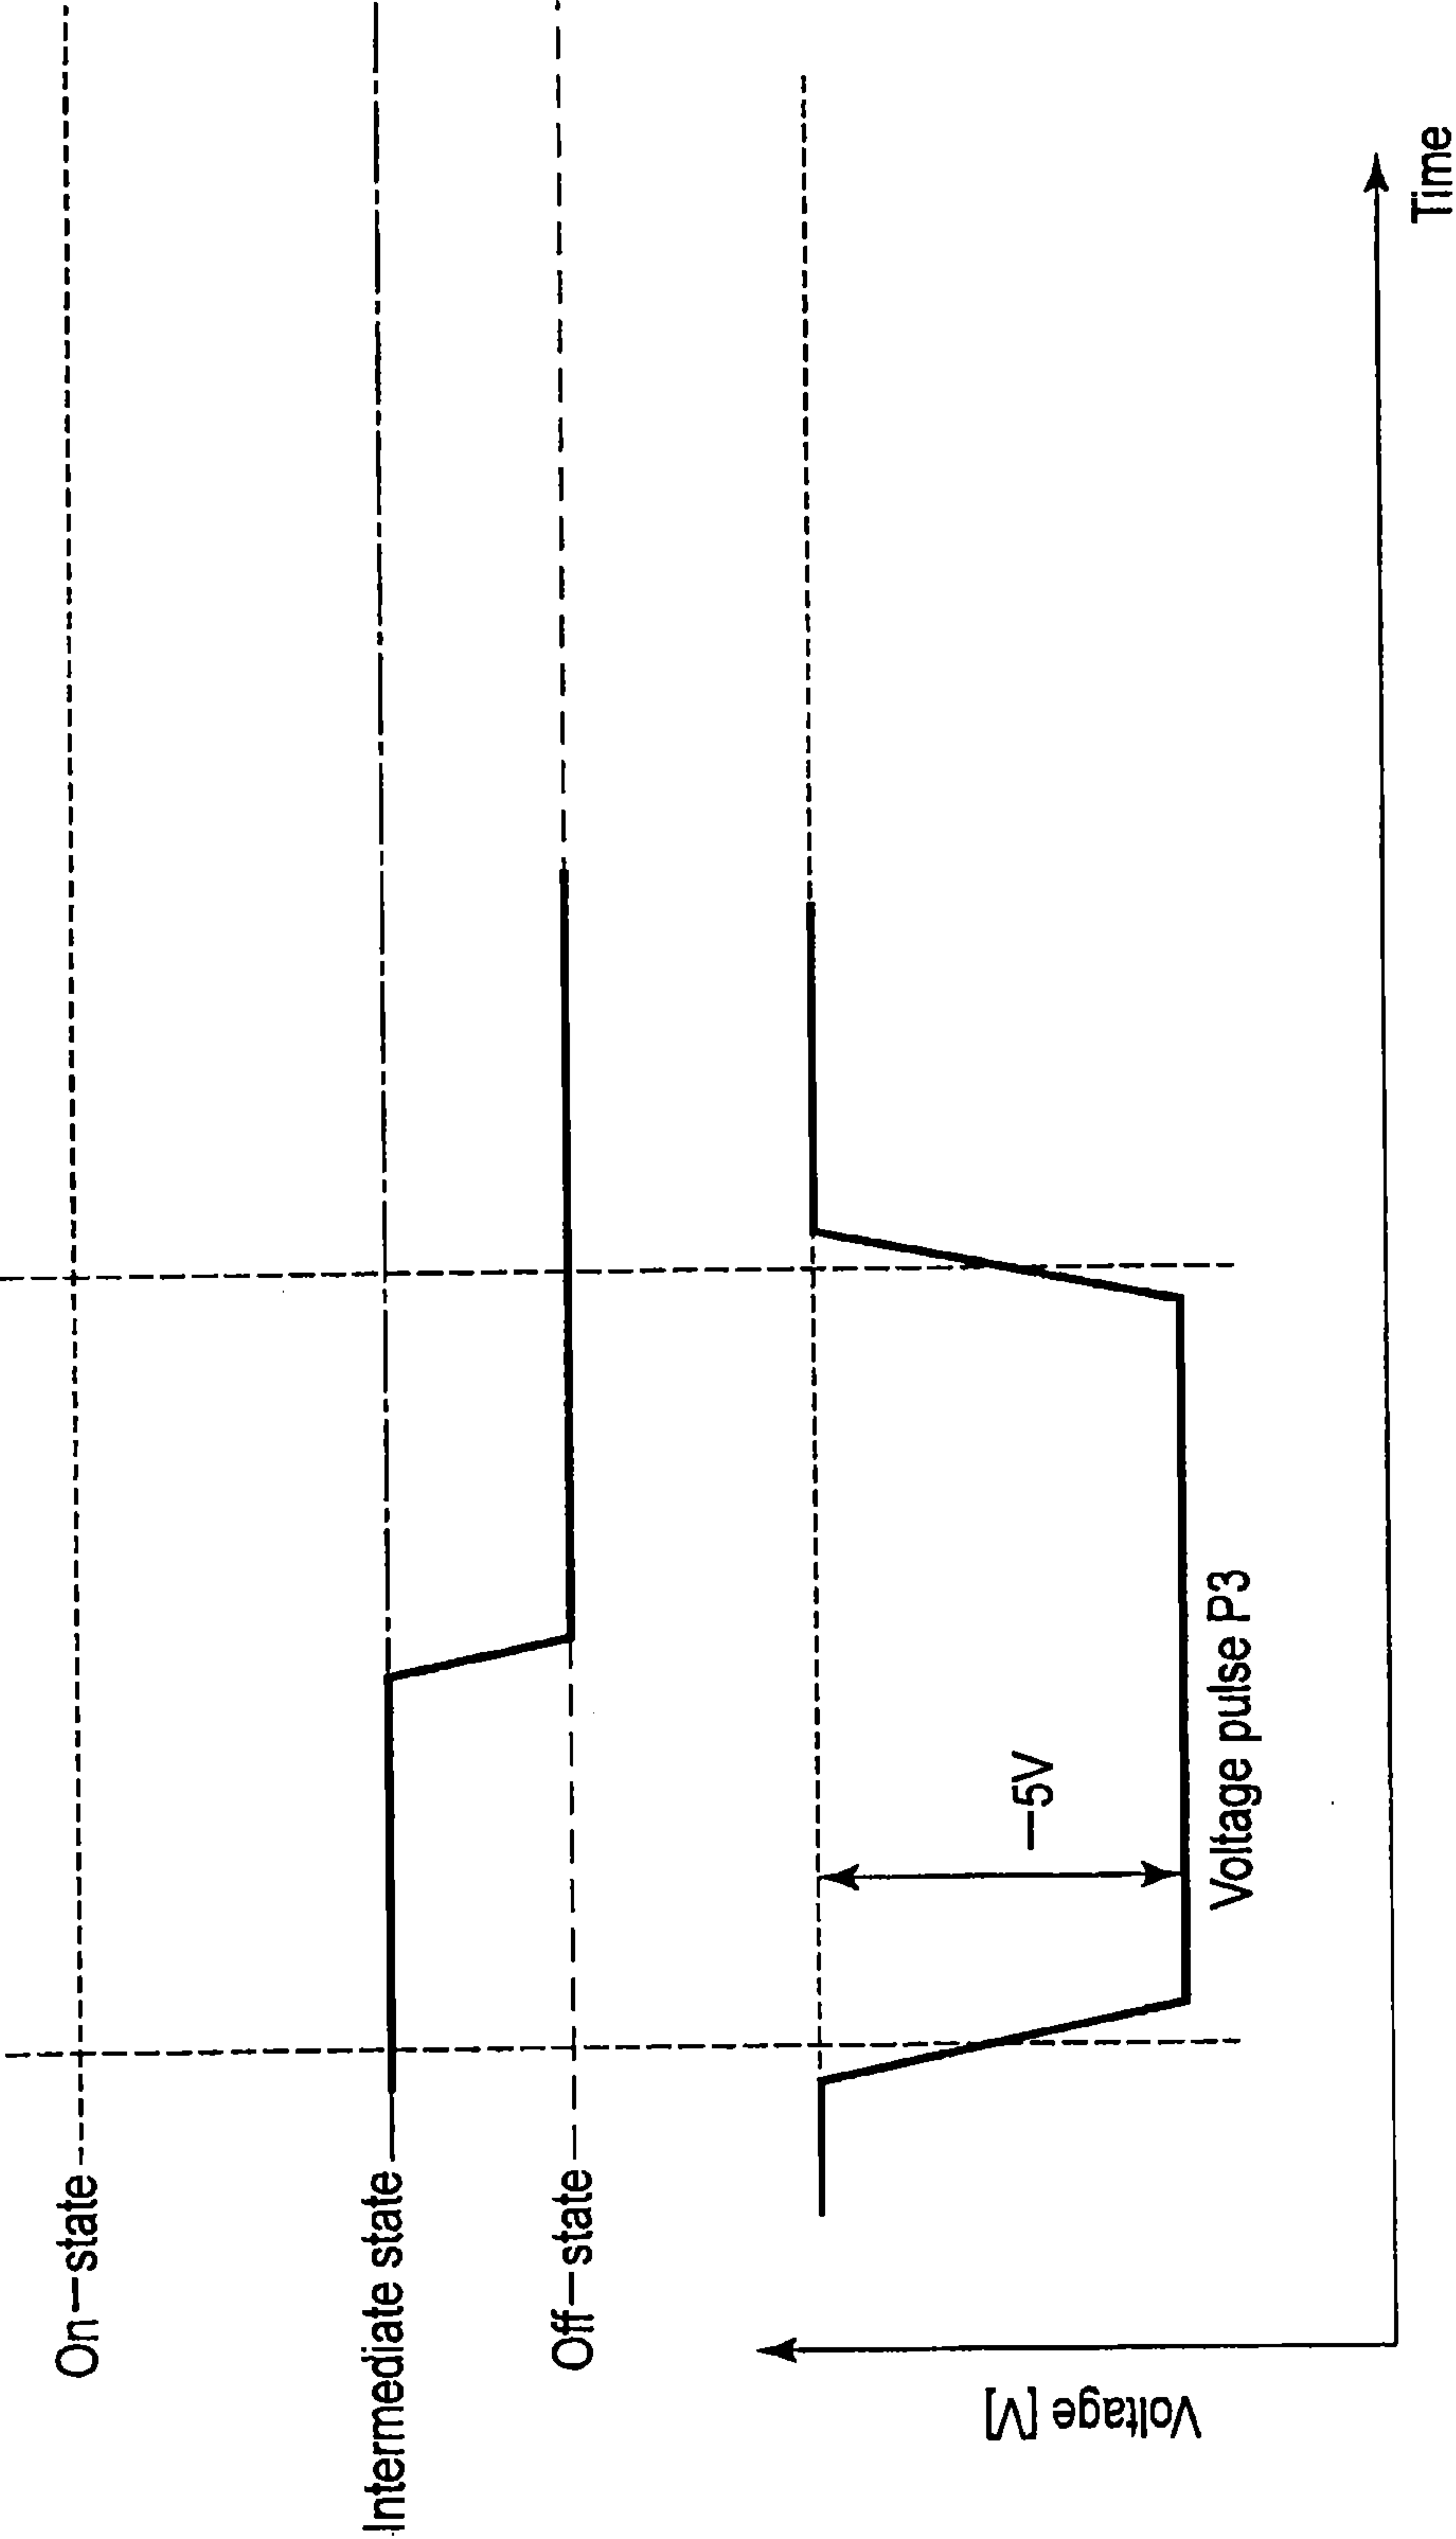 On-state
Intermediate state
Off-state
Voltage [V]
-5V
Voltage pulse P3
Time